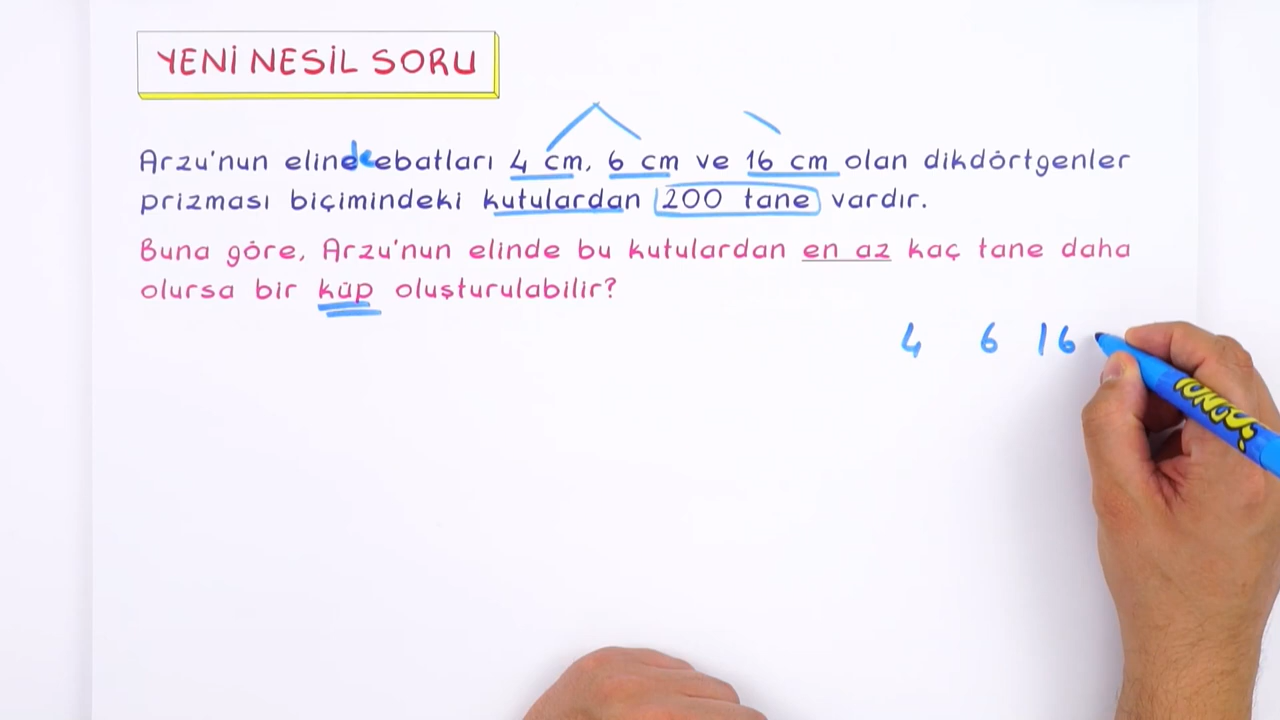 YENİ NESİL SORU
Arzu'nun elinde ebatları 4 cm, 6 cm ve 16 cm olan dikdörtgenler
prizması biçimindeki kutulardan 200 tane vardır.
Buna göre, Arzu'nun elinde bu kutulardan en az kaç tane daha
olursa bir küp oluşturulabilir?
4 6 16